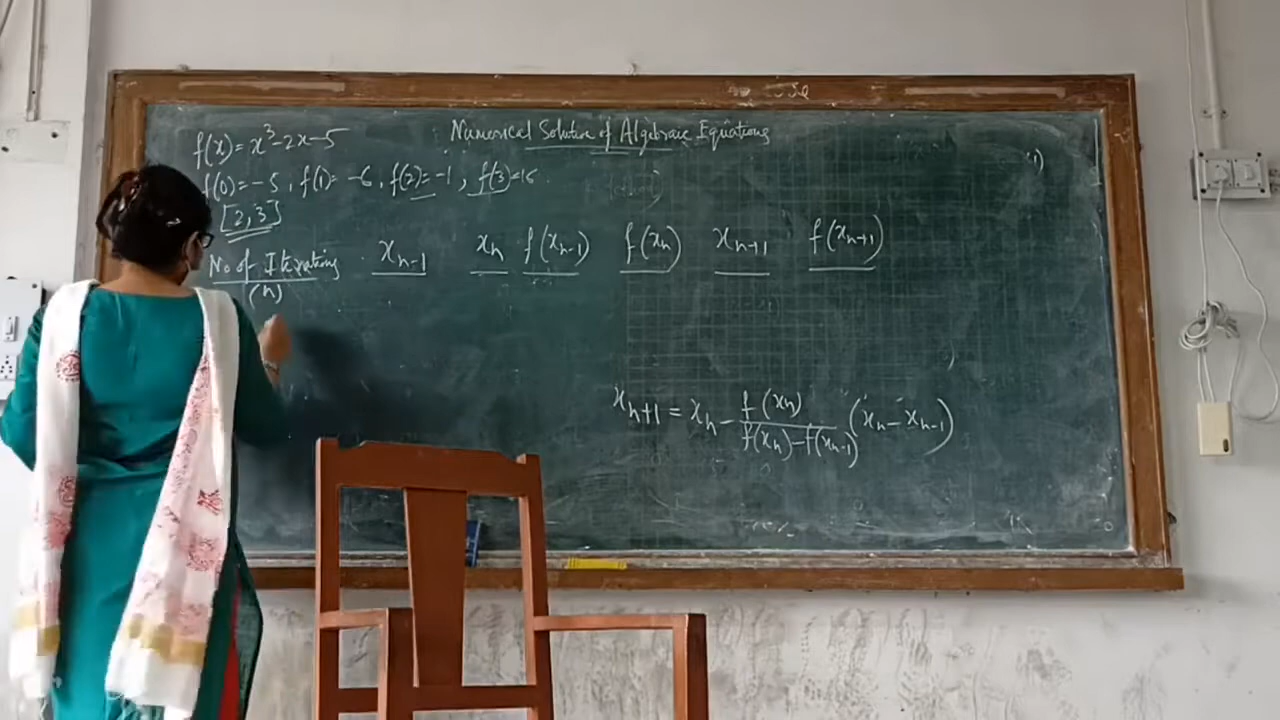 Numerical Solution of Algebraic Equations
f(x) = x³-2x-5
f(0)= -5, f(1)= -6, f(2)= -1, f(3)=16.
[2, 3]
No of Iterations xₙ₋₁ xₙ f(xₙ₋₁) f(xₙ) xₙ₊₁ f(xₙ₊₁)
(n)
xₙ₊₁ = xₙ - f(xₙ) / f(xₙ) - f(xₙ₋₁) (xₙ - xₙ₋₁)